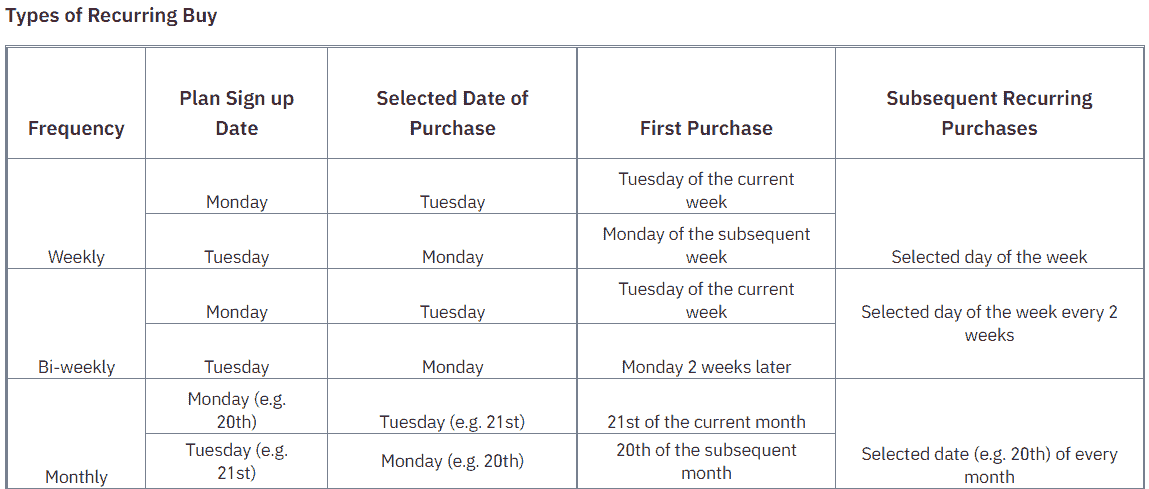 Types of Recurring Buy
Frequency
Plan Sign up
Date
Selected Date of
Purchase
First Purchase
Subsequent Recurring
Purchases
Weekly
Monday
Tuesday
Tuesday of the current
week
Tuesday
Monday
Monday of the subsequent
week
Selected day of the week
Bi-weekly
Monday
Tuesday
Tuesday of the current
week
Tuesday
Monday
Monday 2 weeks later
Selected day of the week every 2
weeks
Monthly
Monday (e.g.
20th)
Tuesday (e.g. 21st)
21st of the current month
Tuesday (e.g.
21st)
Monday (e.g. 20th)
20th of the subsequent
month
Selected date (e.g. 20th) of every
month